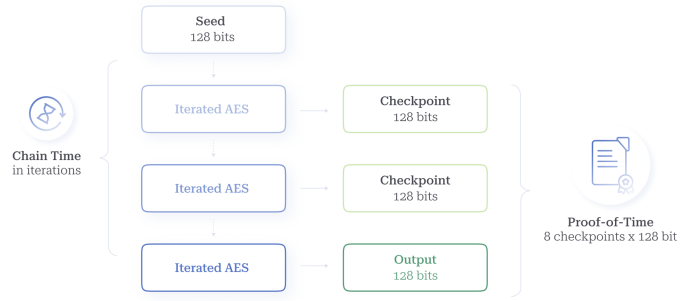 Seed
128 bits
Iterated AES
Checkpoint
128 bits
Chain Time
in iterations
Iterated AES
Checkpoint
128 bits
Proof-of-Time
8 checkpoints x 128 bit
Iterated AES
Output
128 bits